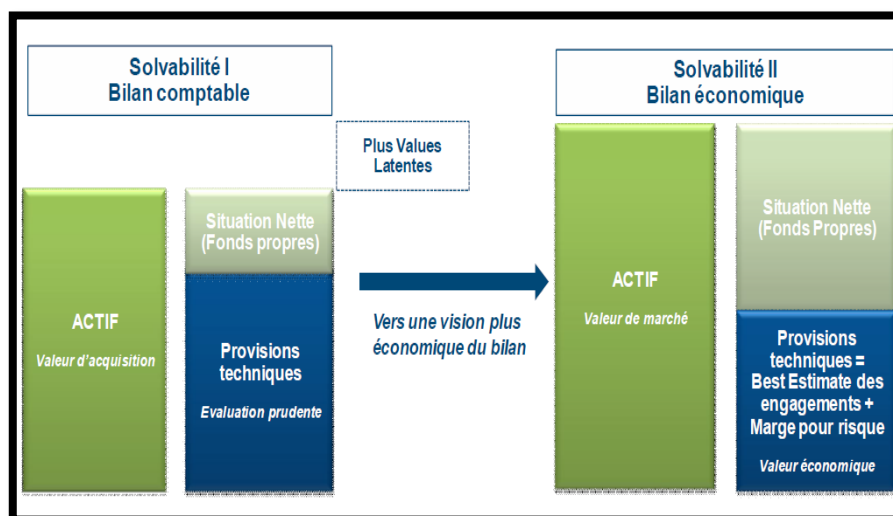 Solvabilité I
Bilan comptable
Solvabilité II
Bilan économique
Plus Values
Latentes
Situation Nette
(Fonds propres)
ACTIF
Valeur d'acquisition
Provisions
techniques
Evaluation prudente
Vers une vision plus
économique du bilan
ACTIF
Valeur de marché
Situation Nette
(Fonds Propres)
Provisions
techniques =
Best Estimate des
engagements +
Marge pour risque
Valeur économique